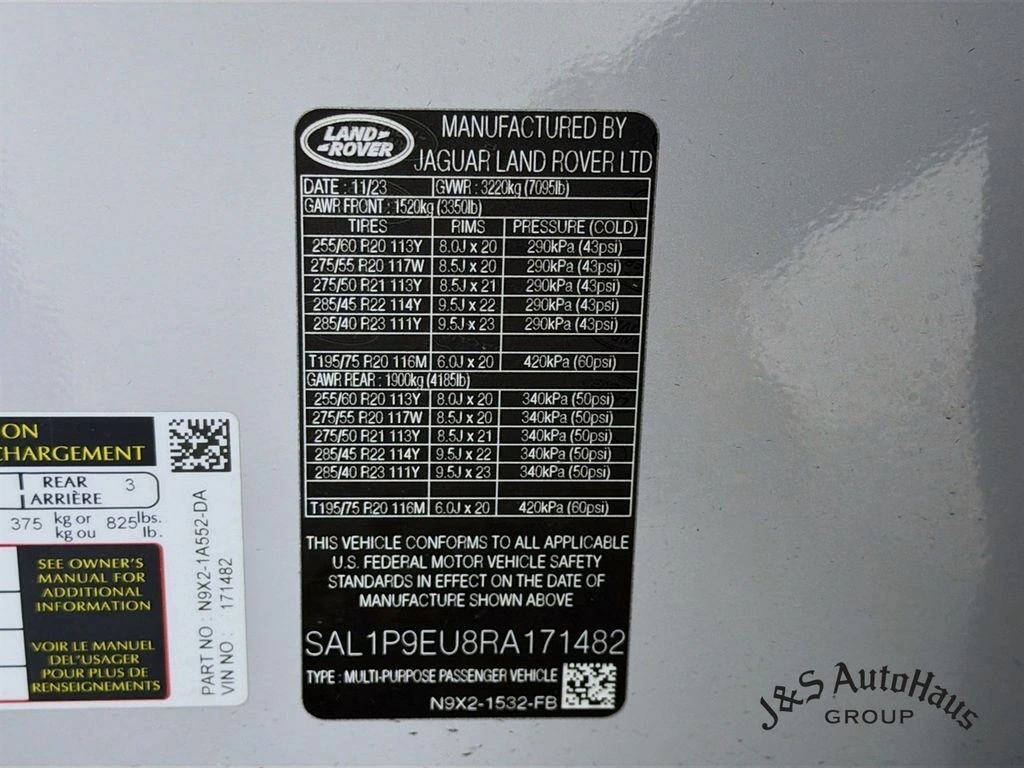 LAND-
-ROVER
MANUFACTURED BY
JAGUAR LAND ROVER LTD
DATE : 11/23 GVWR : 3220kg (7095lb)
GAWR FRONT : 1520kg (3350lb)
TIRES RIMS PRESSURE (COLD)
255/60 R20 113Y 8.0J x 20 290kPa (43psi)
275/55 R20 117W 8.5J x 20 290kPa (43psi)
275/50 R21 113Y 8.5J x 21 290kPa (43psi)
285/45 R22 114Y 9.5J x 22 290kPa (43psi)
285/40 R23 111Y 9.5J x 23 290kPa (43psi)
T195/75 R20 116M 6.0J x 20 420kPa (60psi)
GAWR REAR : 1900kg (4185lb)
255/60 R20 113Y 8.0J x 20 340kPa (50psi)
275/55 R20 117W 8.5J x 20 340kPa (50psi)
275/50 R21 113Y 8.5J x 21 340kPa (50psi)
285/45 R22 114Y 9.5J x 22 340kPa (50psi)
285/40 R23 111Y 9.5J x 23 340kPa (50psi)
T195/75 R20 116M 6.0J x 20 420kPa (60psi)
THIS VEHICLE CONFORMS TO ALL APPLICABLE
U.S. FEDERAL MOTOR VEHICLE SAFETY
STANDARDS IN EFFECT ON THE DATE OF
MANUFACTURE SHOWN ABOVE
SAL1P9EU8RA171482
TYPE : MULTI-PURPOSE PASSENGER VEHICLE
N9X2-1532-FB
ON
CHARGEMENT
REAR 3
ARRIÈRE
375 kg or 825 lbs.
kg ou lb.
SEE OWNER'S
MANUAL FOR
ADDITIONAL
INFORMATION
VOIR LE MANUEL
DEL'USAGER
POUR PLUS DE
RENSEIGNEMENTS
PART NO : N9X2-1A552-DA
VIN NO : 171482
J&S AutoHaus
GROUP